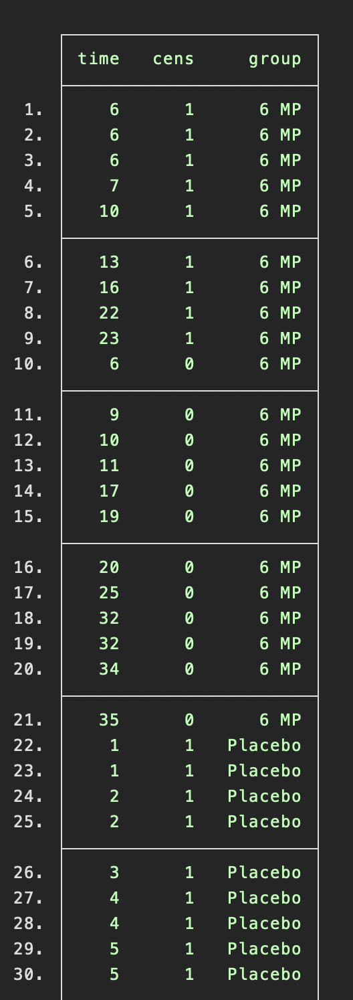 time cens group
1. 6 1 6 MP
2. 6 1 6 MP
3. 6 1 6 MP
4. 7 1 6 MP
5. 10 1 6 MP
6. 13 1 6 MP
7. 16 1 6 MP
8. 22 1 6 MP
9. 23 1 6 MP
10. 6 0 6 MP
11. 9 0 6 MP
12. 10 0 6 MP
13. 11 0 6 MP
14. 17 0 6 MP
15. 19 0 6 MP
16. 20 0 6 MP
17. 25 0 6 MP
18. 32 0 6 MP
19. 32 0 6 MP
20. 34 0 6 MP
21. 35 0 6 MP
22. 1 1 Placebo
23. 1 1 Placebo
24. 2 1 Placebo
25. 2 1 Placebo
26. 3 1 Placebo
27. 4 1 Placebo
28. 4 1 Placebo
29. 5 1 Placebo
30. 5 1 Placebo